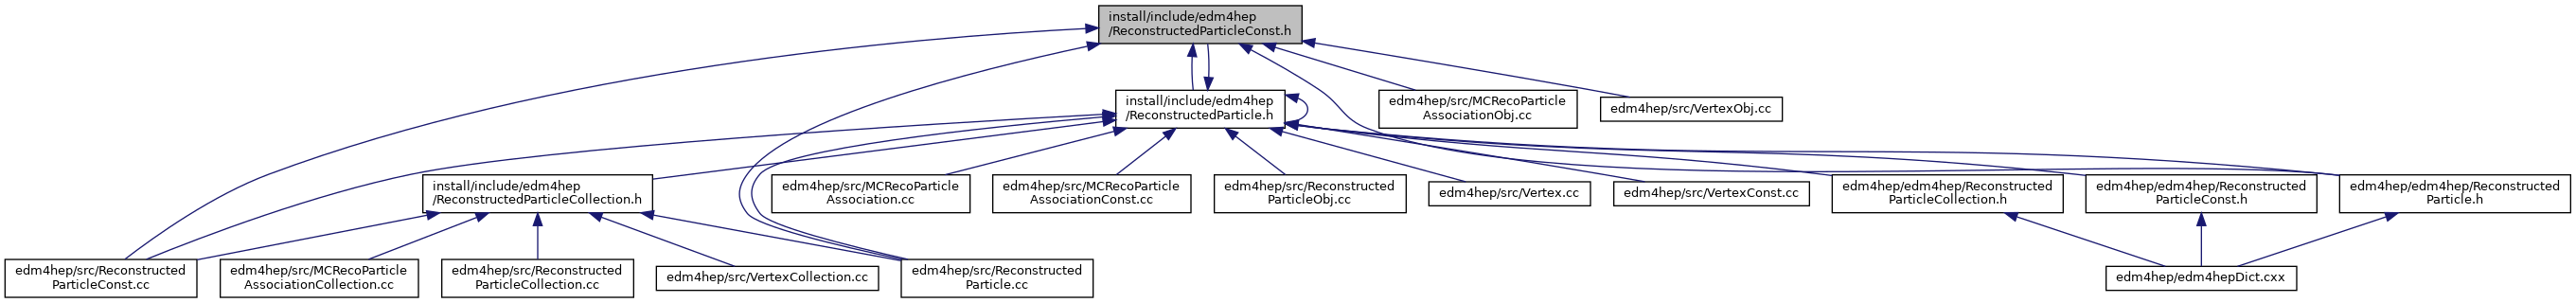 install/include/edm4hep
/ReconstructedParticleConst.h
install/include/edm4hep
/ReconstructedParticle.h
edm4hep/src/MCRecoParticle
AssociationObj.cc
edm4hep/src/VertexObj.cc
install/include/edm4hep
/ReconstructedParticleCollection.h
edm4hep/src/MCRecoParticle
Association.cc
edm4hep/src/MCRecoParticle
AssociationConst.cc
edm4hep/src/Reconstructed
ParticleObj.cc
edm4hep/src/Vertex.cc
edm4hep/src/VertexConst.cc
edm4hep/edm4hep/Reconstructed
ParticleCollection.h
edm4hep/edm4hep/Reconstructed
ParticleConst.h
edm4hep/edm4hep/Reconstructed
Particle.h
edm4hep/src/Reconstructed
ParticleConst.cc
edm4hep/src/MCRecoParticle
AssociationCollection.cc
edm4hep/src/Reconstructed
ParticleCollection.cc
edm4hep/src/VertexCollection.cc
edm4hep/src/Reconstructed
Particle.cc
edm4hep/edm4hepDict.cxx